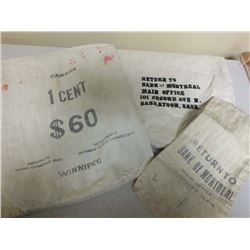 CANADA
1 CENT
$60
WINNIPEG
RETURN TO
BANK OF MONTREAL
MAIN OFFICE
101 SECOND AVE N.
SASKATOON, SASK.
RETURN TO
BANK OF MONTREAL